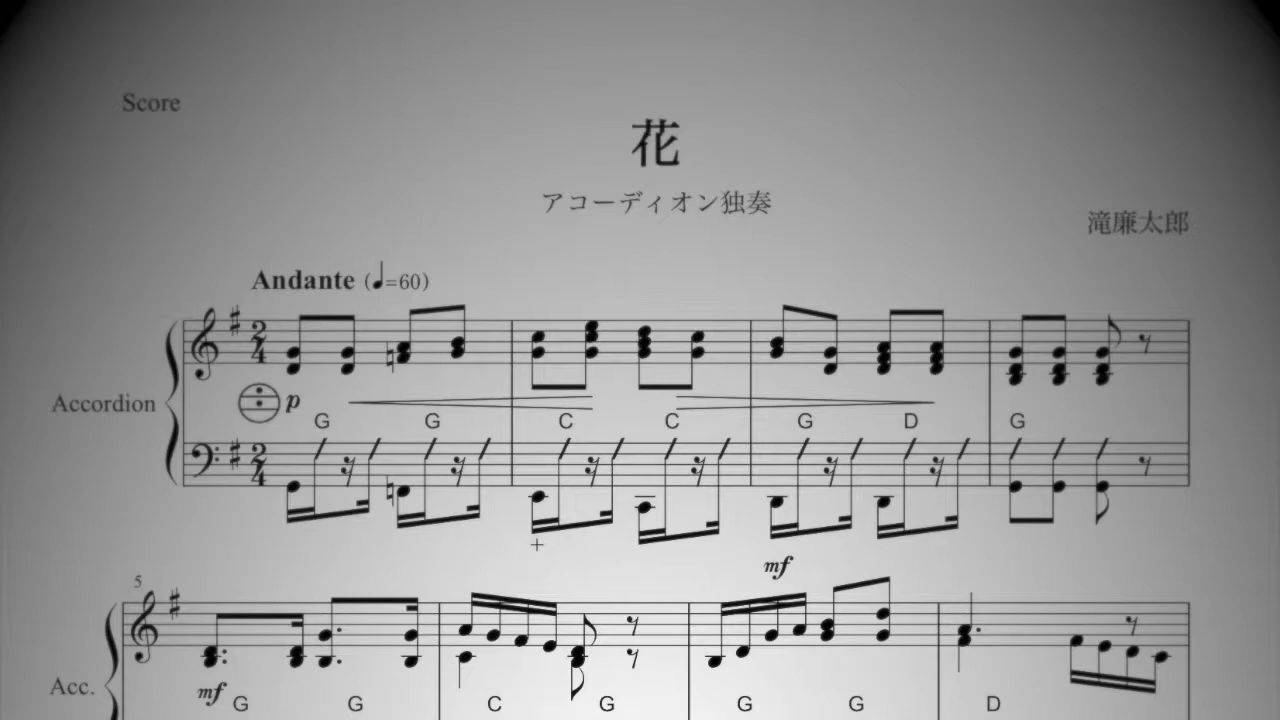 Score
花
アコーディオン独奏
滝廉太郎
Andante (♩=60)
Accordion
p
G G C C G D G
+
mf
5
Acc.
mf
G G C G G G D